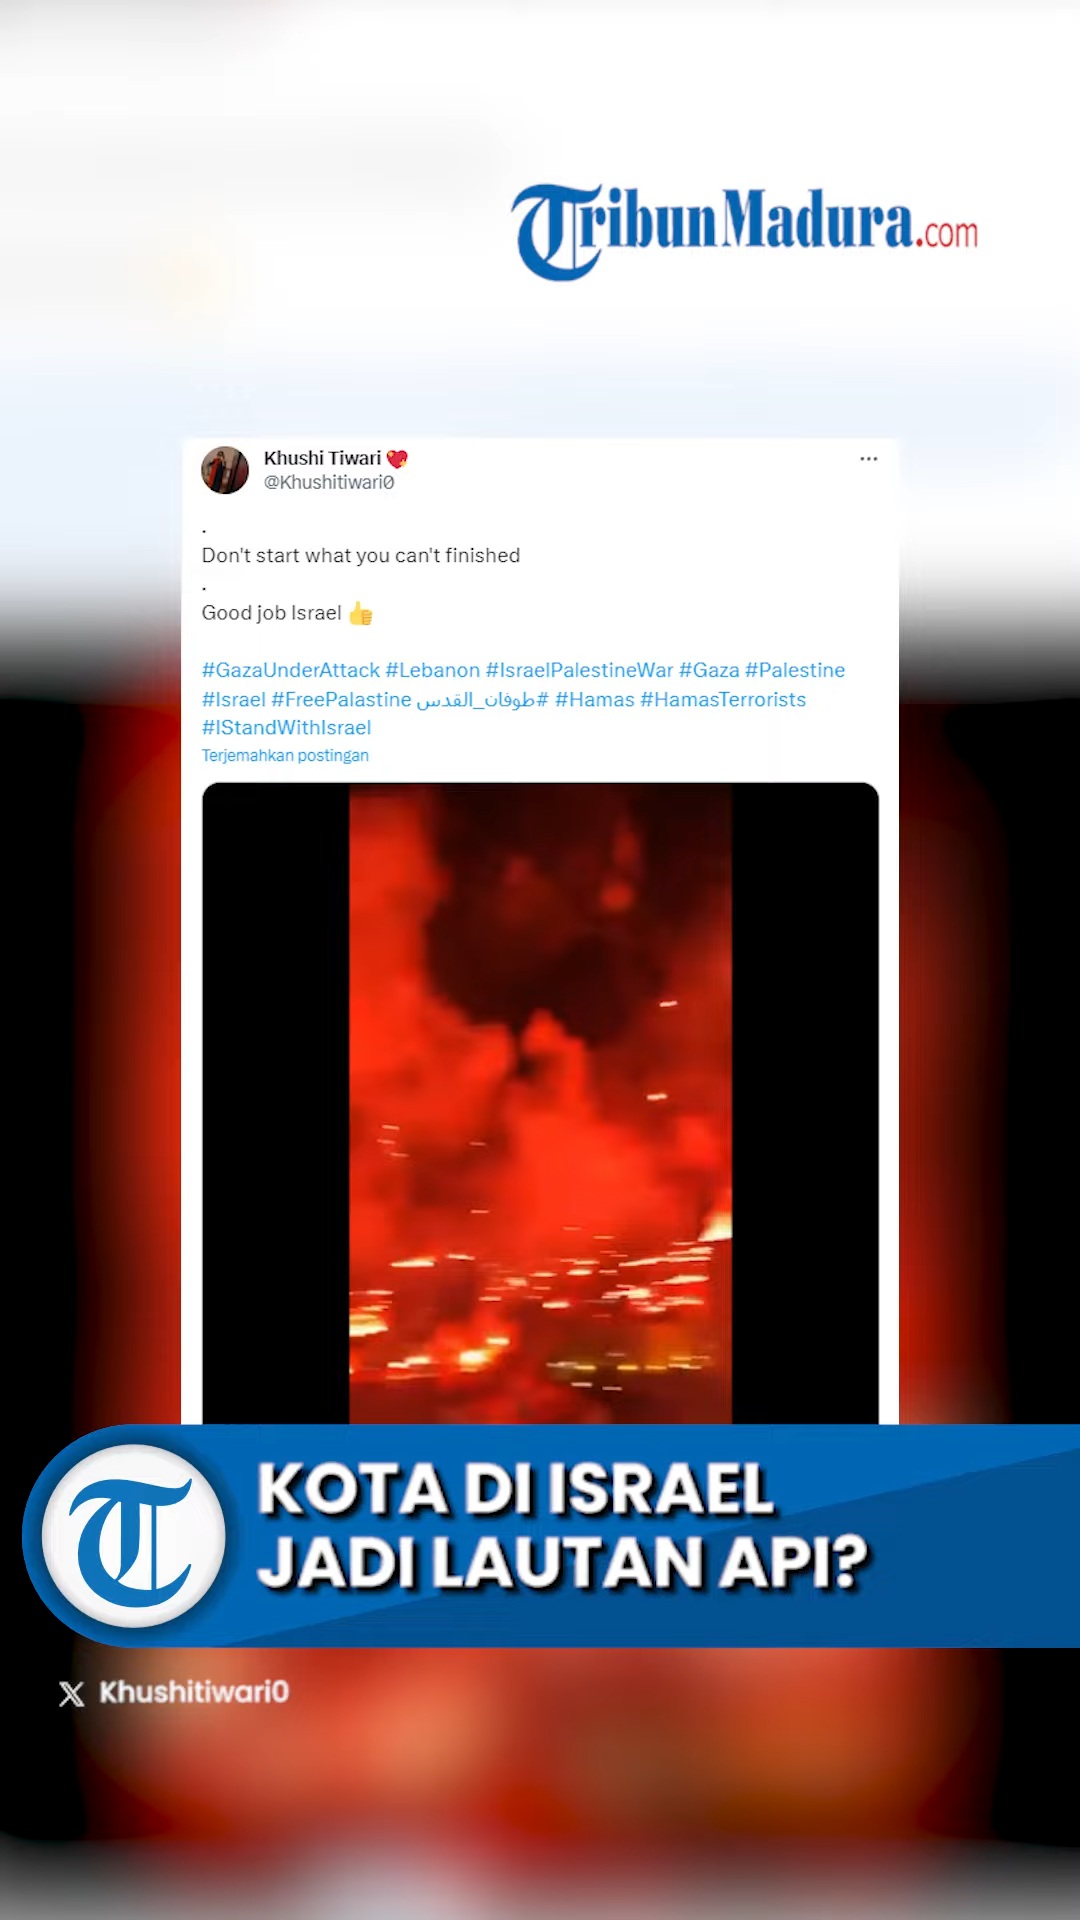 TribunMadura.com
Khushi Tiwari 💖
@Khushitiwari0
...
.
Don't start what you can't finished
.
Good job Israel 👍
#GazaUnderAttack #Lebanon #IsraelPalestineWar #Gaza #Palestine
#Israel #FreePalastine #طوفان_القدس #Hamas #HamasTerrorists
#IStandWithIsrael
Terjemahkan postingan
KOTA DI ISRAEL
JADI LAUTAN API?
X Khushitiwari0